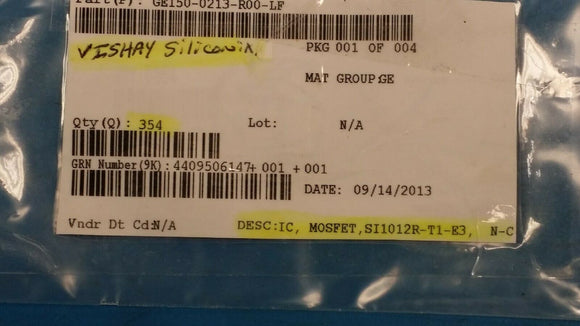 Part(P): GE150-0213-R00-LF
VISHAY Siliconix
PKG 001 OF 004
MAT GROUP:GE
Qty(Q): 354 Lot: N/A
GRN Number(9K): 4409506147+ 001 +001
DATE: 09/14/2013
Vndr Dt Cd:N/A DESC:IC, MOSFET,SI1012R-T1-E3, N-C